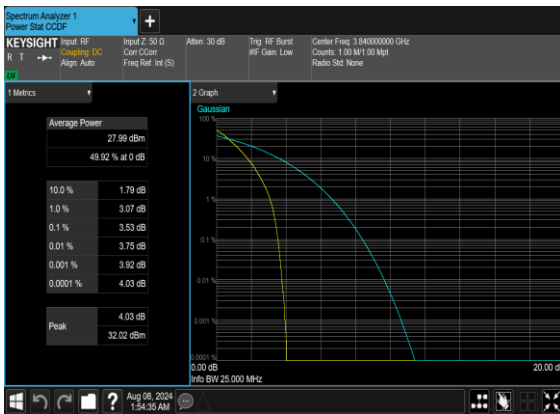 Spectrum Analyzer 1
Power Stat CCDF
+
KEYSIGHT
R T
LXI
Input: RF
Coupling: DC
Align: Auto
Input Z: 50 Ω
Corr CCorr
Freq Ref: Int (S)
Atten: 30 dB
Trig: RF Burst
#IF Gain: Low
Center Freq: 3.840000000 GHz
Counts: 1.00 M/1.00 Mpt
Radio Std: None
1 Metrics
Average Power
27.99 dBm
49.92 % at 0 dB
10.0 % 1.79 dB
1.0 % 3.07 dB
0.1 % 3.53 dB
0.01 % 3.75 dB
0.001 % 3.92 dB
0.0001 % 4.03 dB
Peak
4.03 dB
32.02 dBm
2 Graph
Gaussian
100 %
10 %
1 %
0.1 %
0.01 %
0.001 %
0.0001 %
0.00 dB
20.00 d
Info BW 25.000 MHz
?
Aug 08, 2024
1:54:35 AM